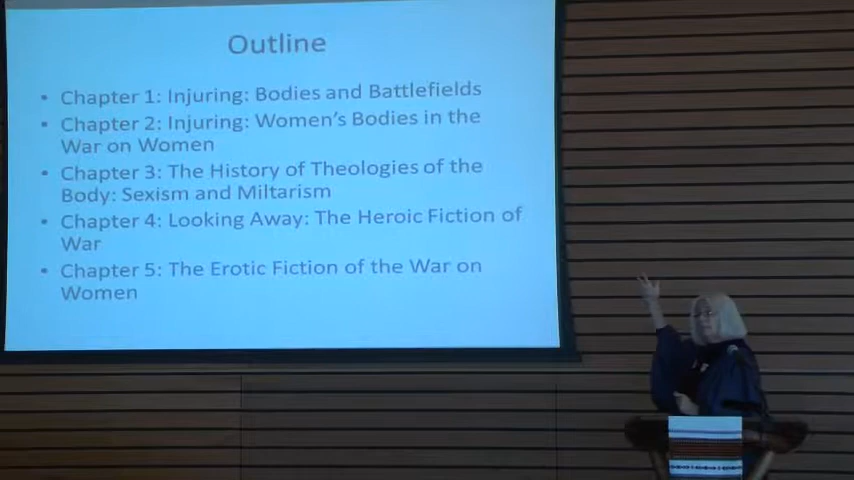 Outline
• Chapter 1: Injuring: Bodies and Battlefields
• Chapter 2: Injuring: Women's Bodies in the
War on Women
• Chapter 3: The History of Theologies of the
Body: Sexism and Miltarism
• Chapter 4: Looking Away: The Heroic Fiction of
War
• Chapter 5: The Erotic Fiction of the War on
Women